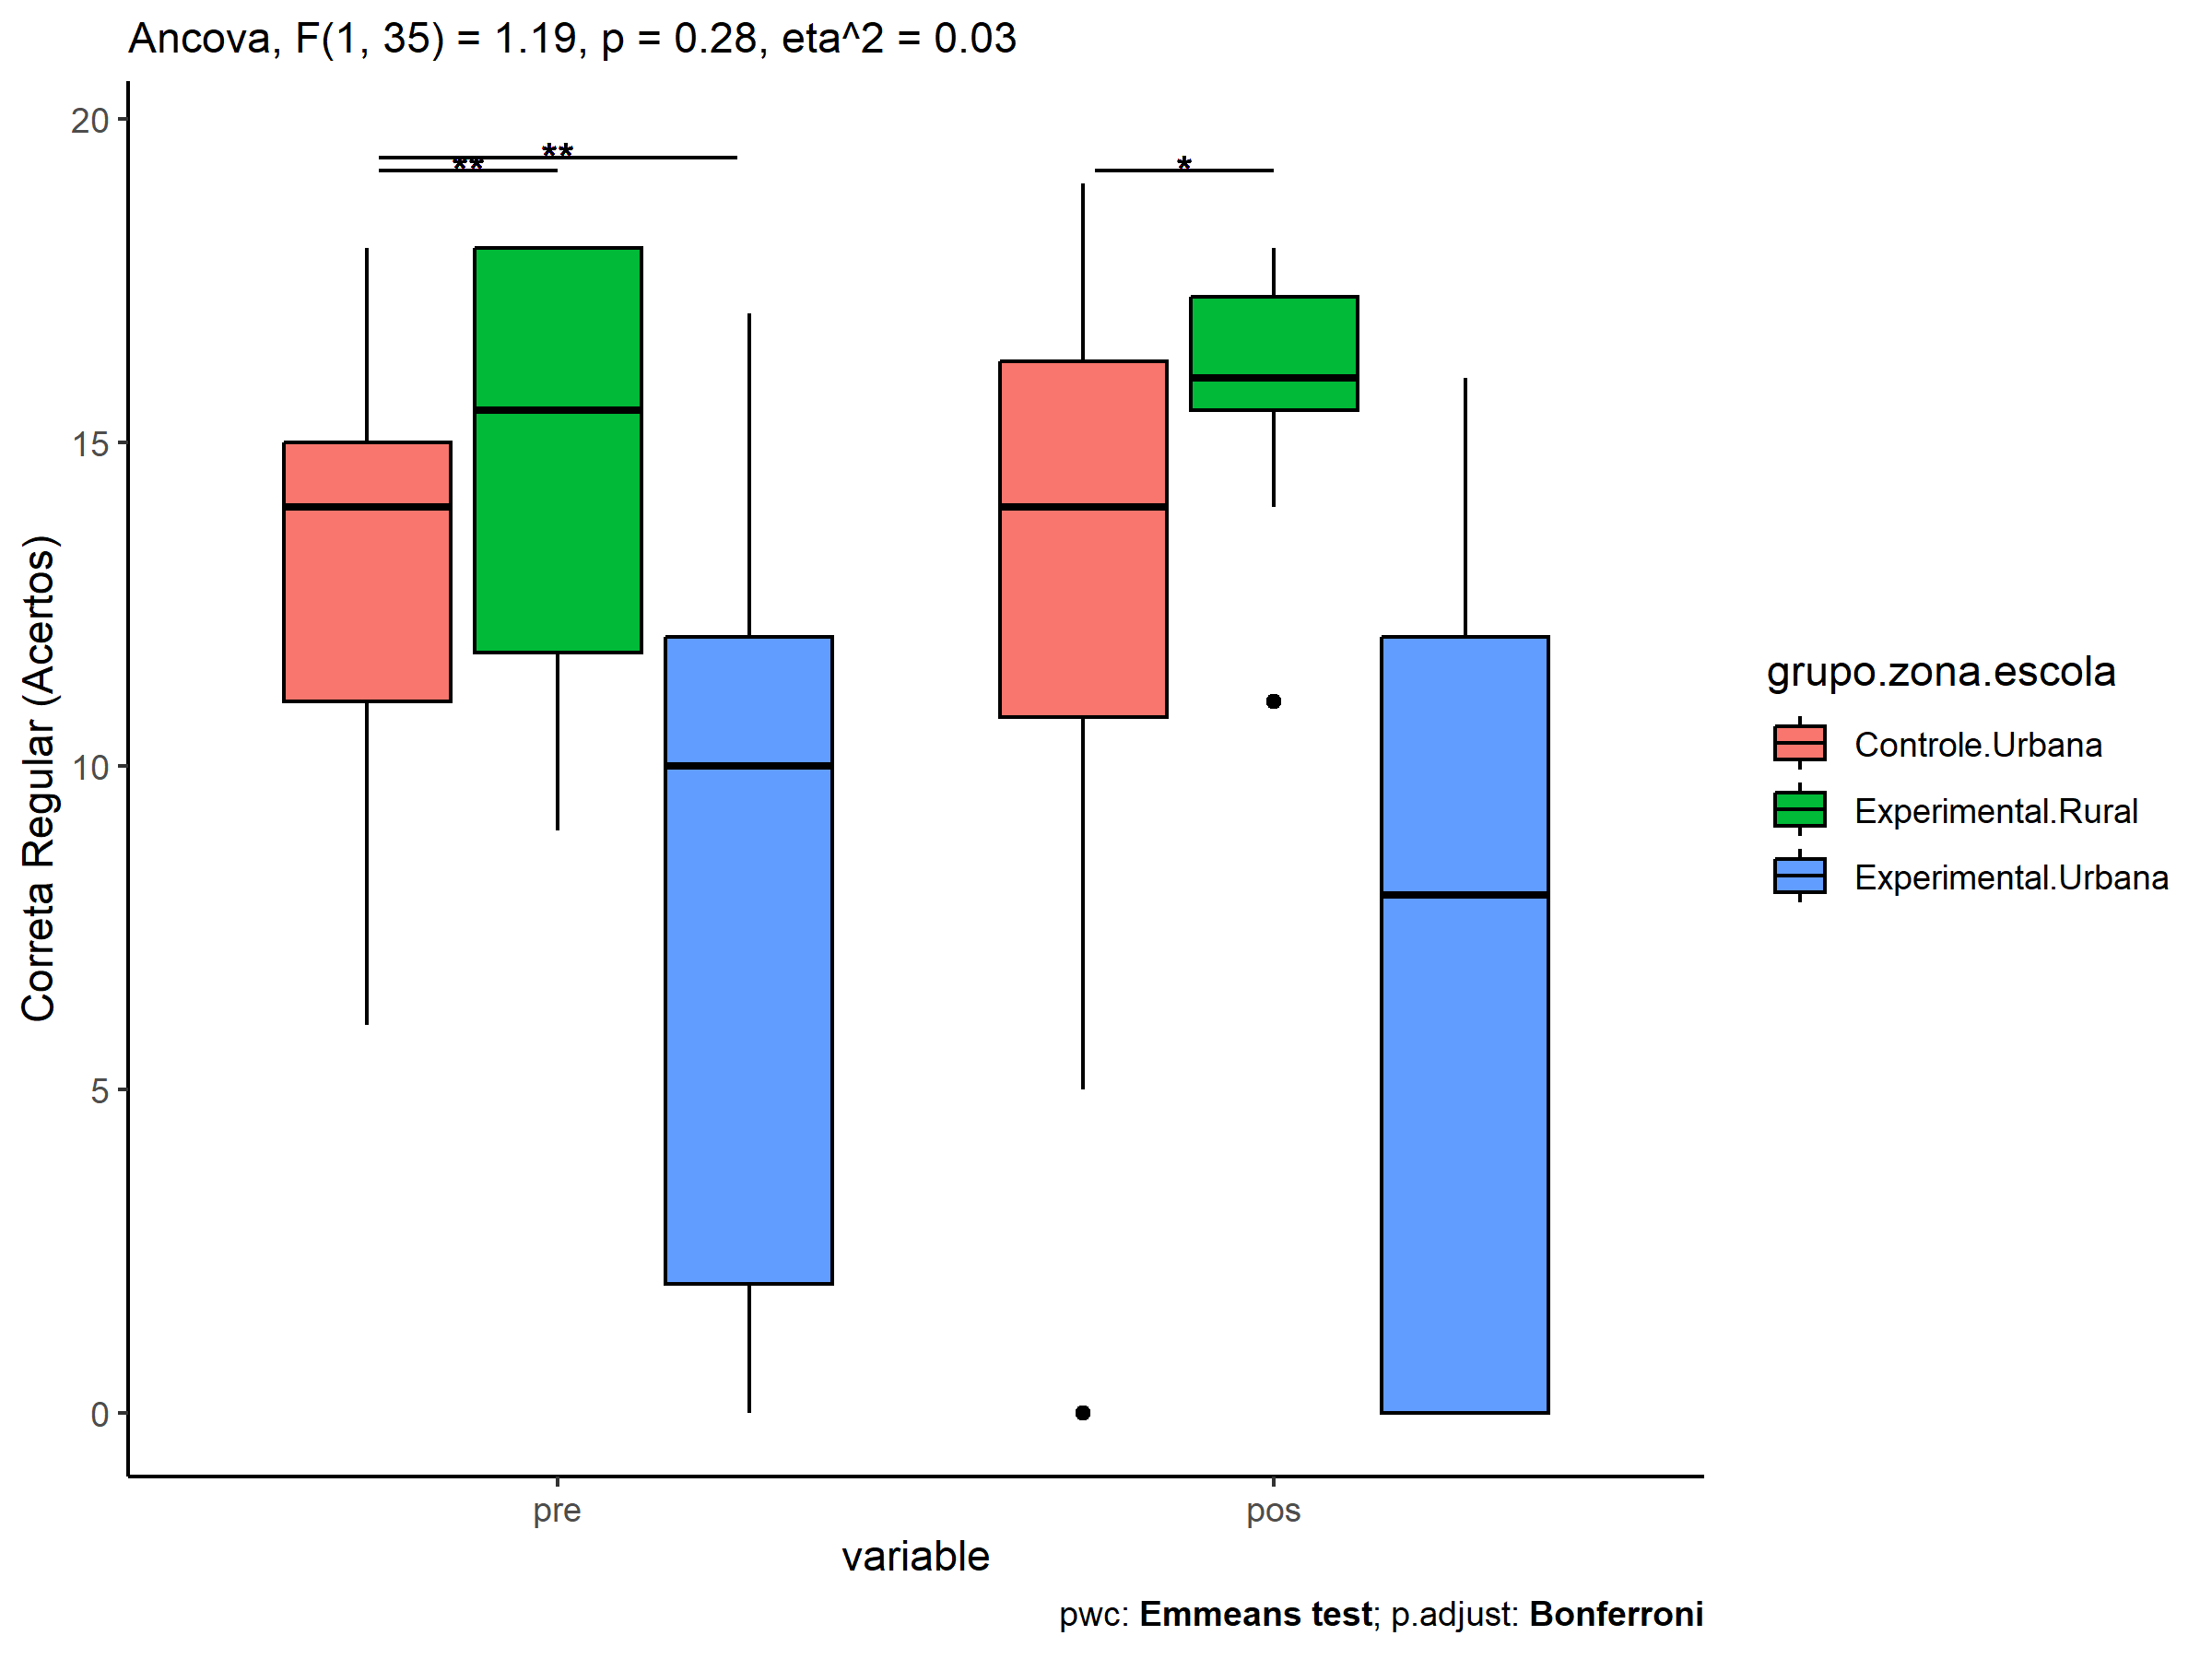 Ancova, F(1, 35) = 1.19, p = 0.28, eta^2 = 0.03
Correta Regular (Acertos)
20
15
10
5
0
**
**
*
pre
pos
variable
grupo.zona.escola
Controle.Urbana
Experimental.Rural
Experimental.Urbana
pwc: Emmeans test; p.adjust: Bonferroni